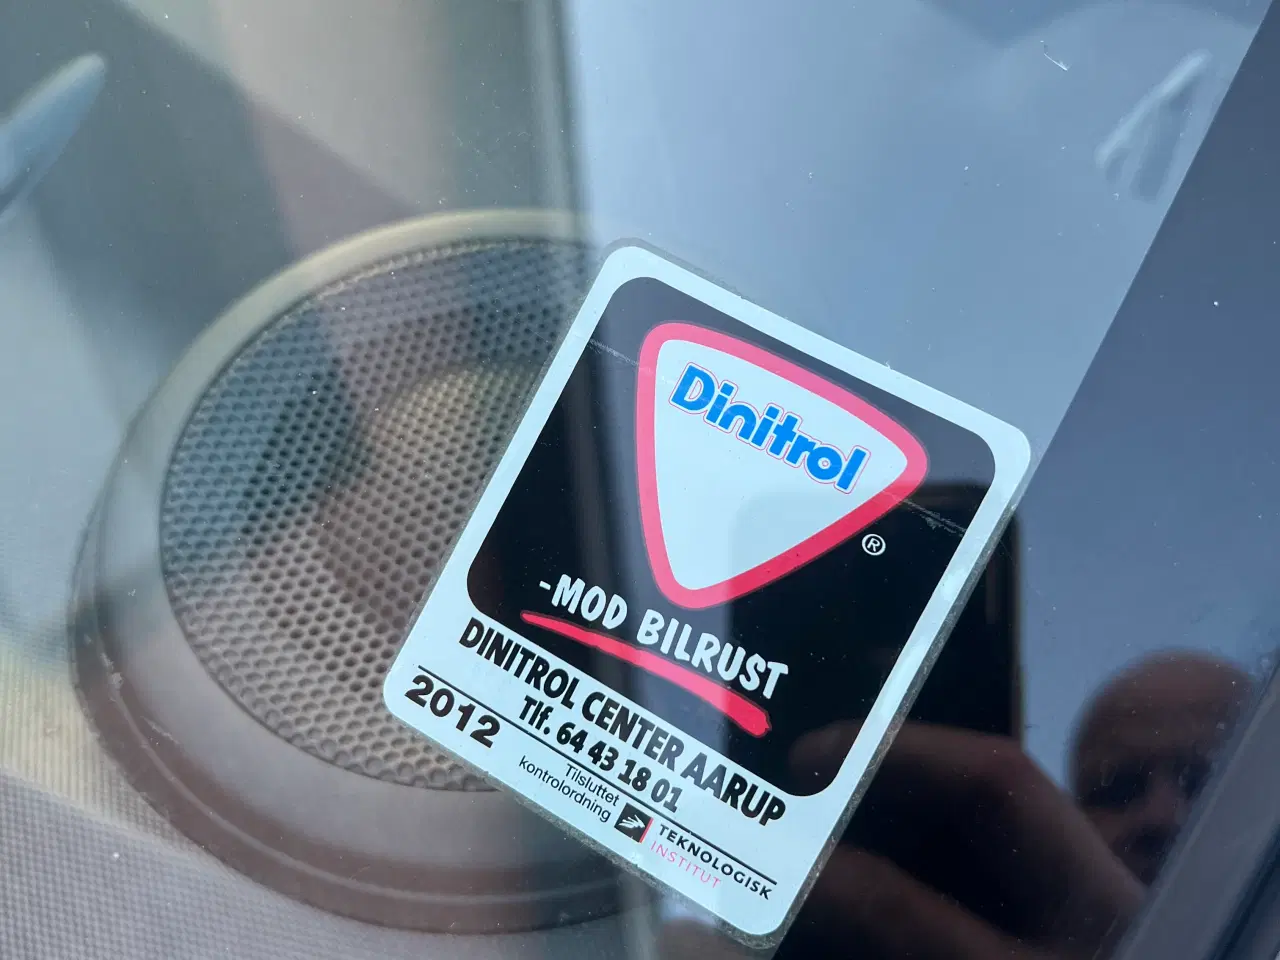 Dinitrol
®
-MOD BILRUST
DINITROL CENTER AARUP
Tlf. 64 43 18 01
2012
Tilsluttet
kontrolordning
TEKNOLOGISK
INSTITUT